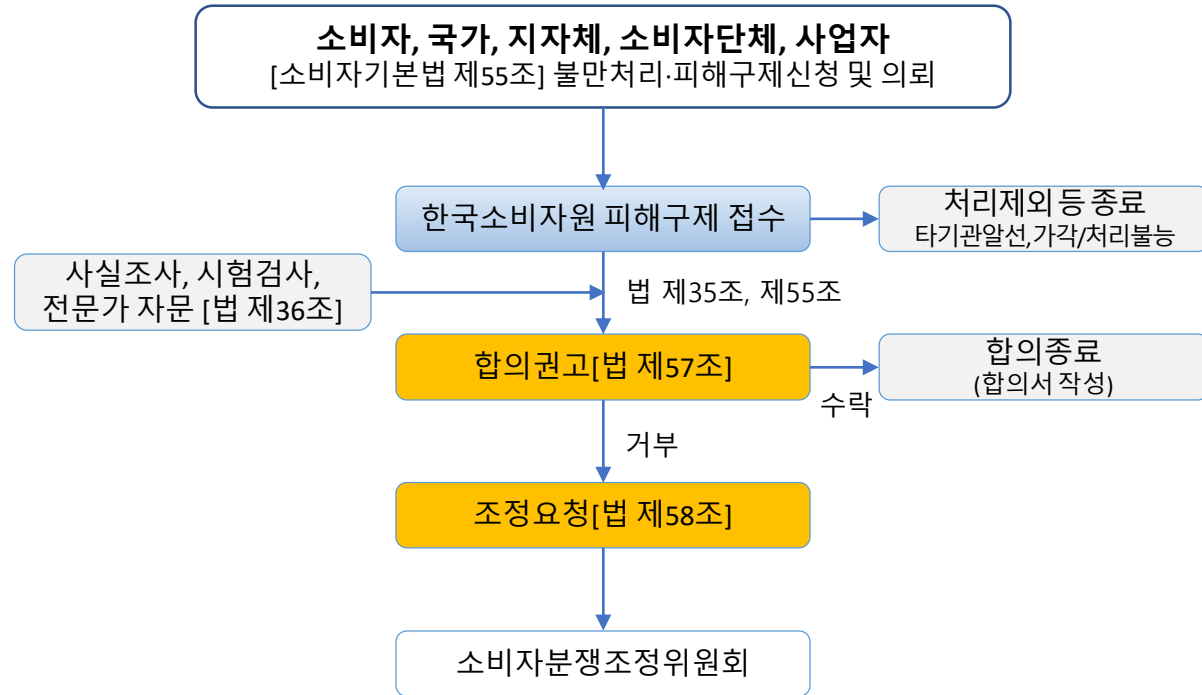 소비자, 국가, 지자체, 소비자단체, 사업자
[소비자기본법 제55조] 불만처리·피해구제신청 및 의뢰
한국소비자원 피해구제 접수
처리제외 등 종료
타기관알선,가각/처리불능
사실조사, 시험검사,
전문가 자문 [법 제36조]
법 제35조, 제55조
합의권고[법 제57조]
합의종료
(합의서 작성)
수락
거부
조정요청[법 제58조]
소비자분쟁조정위원회